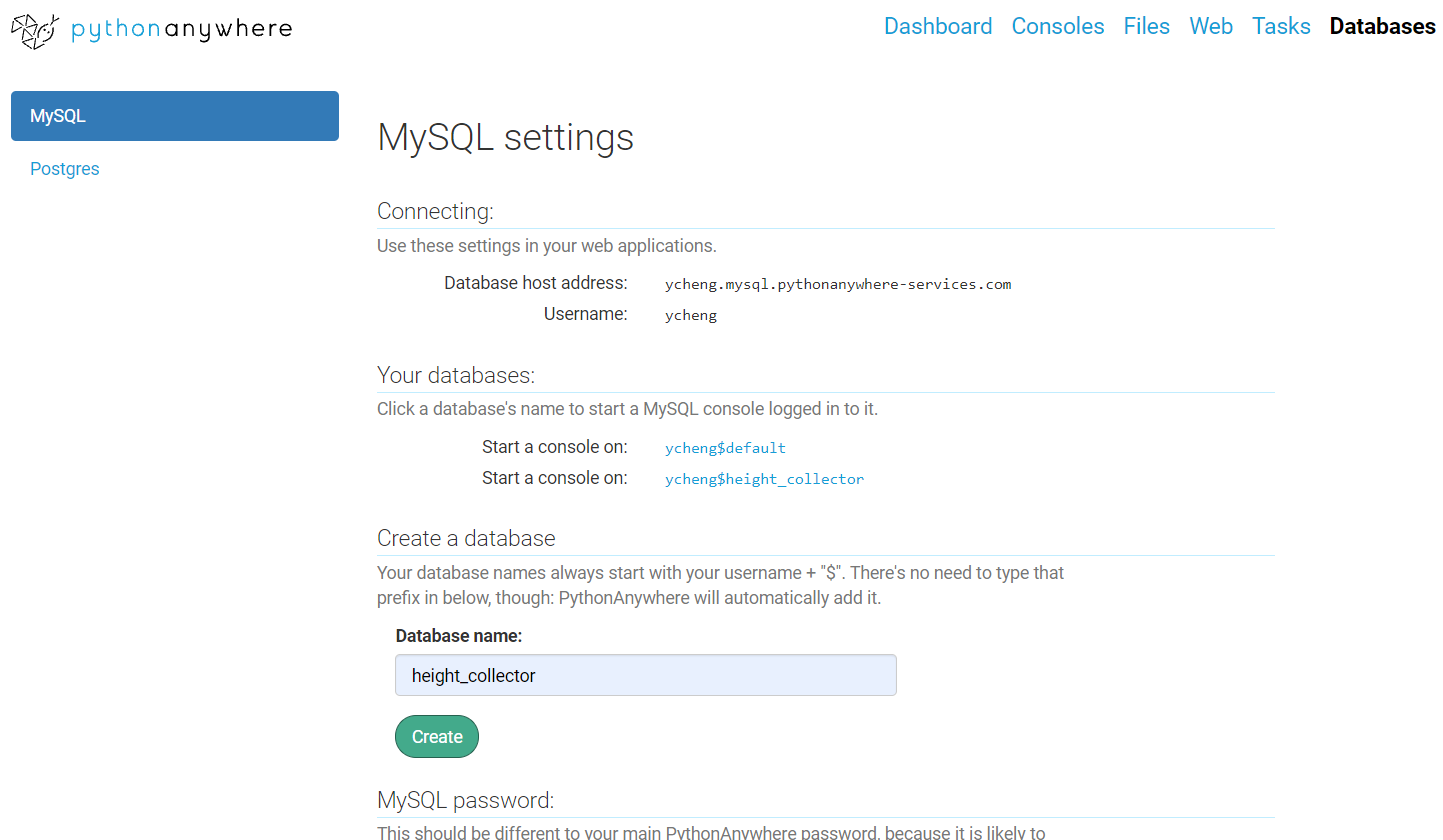 pythonanywhere
Dashboard Consoles Files Web Tasks Databases
MySQL
Postgres
MySQL settings
Connecting:
Use these settings in your web applications.
Database host address: ycheng.mysql.pythonanywhere-services.com
Username: ycheng
Your databases:
Click a database's name to start a MySQL console logged in to it.
Start a console on: ycheng$default
Start a console on: ycheng$height_collector
Create a database
Your database names always start with your username + "$". There's no need to type that
prefix in below, though: PythonAnywhere will automatically add it.
Database name:
height_collector
Create
MySQL password:
This should be different to your main PythonAnywhere password, because it is likely to